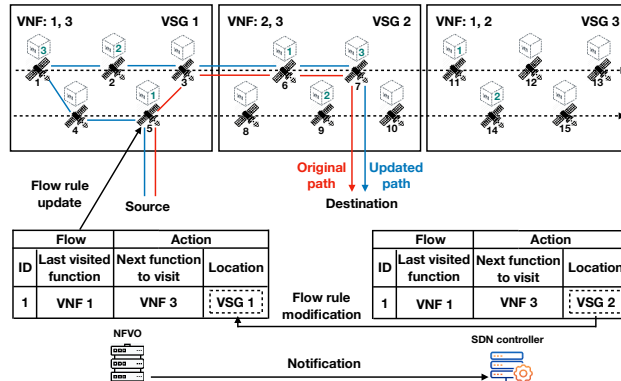 VNF: 1, 3 VSG 1
VNF: 2, 3 VSG 2
VNF: 1, 2 VSG 3
3 2 1 3 1
1 2 3 6 7 11 12 13
1 2 2
4 5 8 9 10 14 15
Flow rule
update
Source
Original
path
Updated
path
Destination
Flow Action
ID Last visited function Next function to visit Location
1 VNF 1 VNF 3 VSG 1
Flow Action
ID Last visited function Next function to visit Location
1 VNF 1 VNF 3 VSG 2
Flow rule
modification
NFVO
Notification
SDN controller